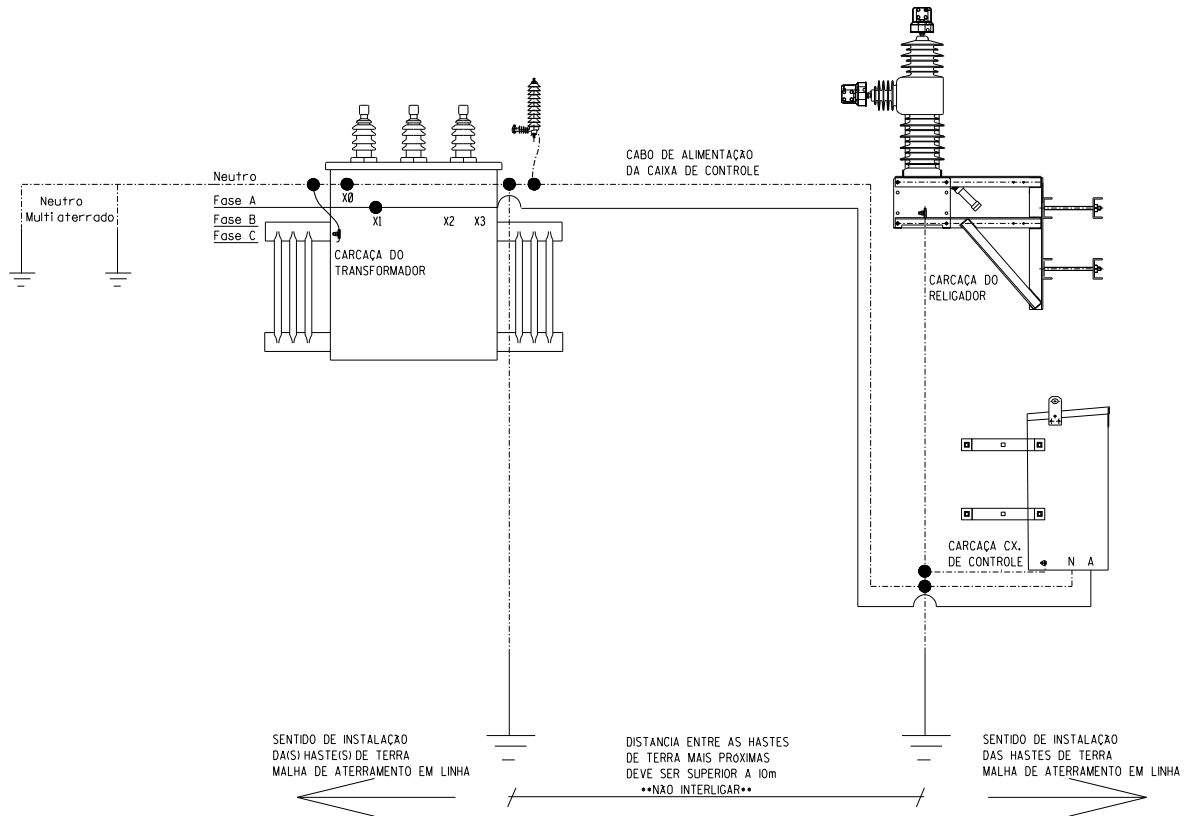 CABO DE ALIMENTAÇÃO
DA CAIXA DE CONTROLE
Neutro
X0
Neutro
Multiaterrado
Fase A
Fase B
Fase C
X1
X2
X3
CARCAÇA DO
TRANSFORMADOR
CARCAÇA DO
RELIGADOR
CARCAÇA CX.
DE CONTROLE
N
A
SENTIDO DE INSTALAÇÃO
DA(S) HASTE(S) DE TERRA
MALHA DE ATERRAMENTO EM LINHA
DISTANCIA ENTRE AS HASTES
DE TERRA MAIS PRÓXIMAS
DEVE SER SUPERIOR A 10m
••NÃO INTERLIGAR••
SENTIDO DE INSTALAÇÃO
DAS HASTES DE TERRA
MALHA DE ATERRAMENTO EM LINHA